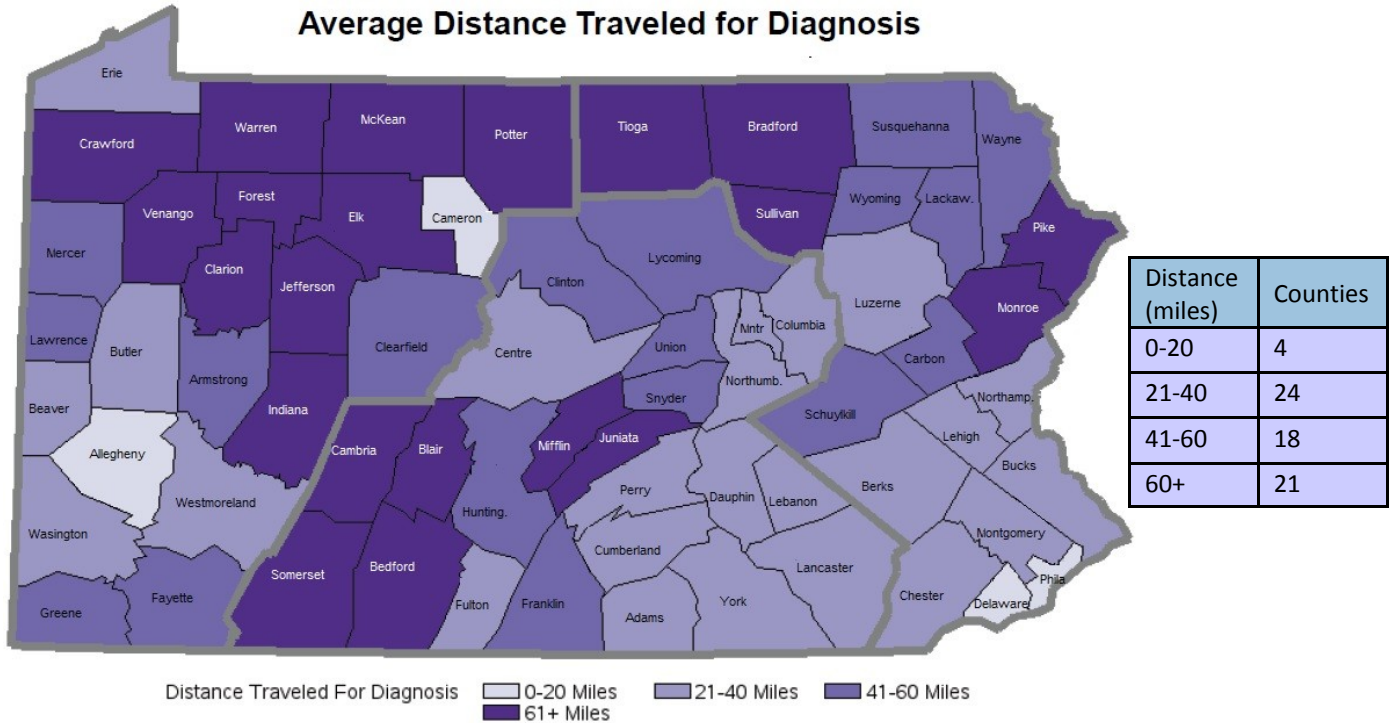 Average Distance Traveled for Diagnosis
Erie
Crawford
Warren
McKean
Potter
Tioga
Bradford
Susquehanna
Wayne
Venango
Forest
Elk
Cameron
Sullivan
Wyoming
Lackaw.
Pike
Mercer
Clarion
Jefferson
Clinton
Lycoming
Luzerne
Monroe
Lawrence
Butler
Armstrong
Clearfield
Centre
Union
Mntr
Columbia
Carbon
Beaver
Indiana
Snyder
Northumb.
Schuylkill
Northamp.
Allegheny
Cambria
Blair
Mifflin
Juniata
Lehigh
Bucks
Westmoreland
Hunting.
Perry
Dauphin
Lebanon
Berks
Wasington
Cumberland
Montgomery
Somerset
Bedford
Lancaster
Phila
Greene
Fayette
Fulton
Franklin
Adams
York
Chester
Delaware
Distance (miles) Counties
0-20 4
21-40 24
41-60 18
60+ 21
Distance Traveled For Diagnosis 0-20 Miles 21-40 Miles 41-60 Miles
61+ Miles